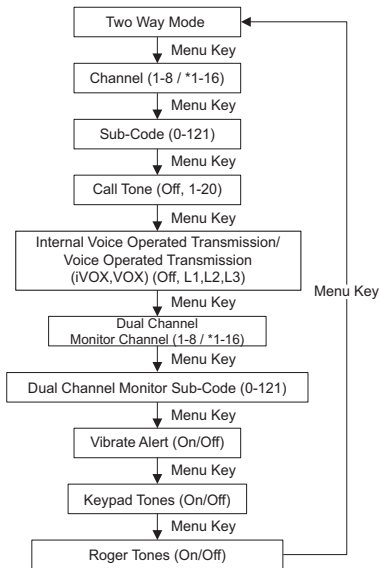 Two Way Mode
Menu Key
Channel (1-8 / *1-16)
Menu Key
Sub-Code (0-121)
Menu Key
Call Tone (Off, 1-20)
Menu Key
Internal Voice Operated Transmission/
Voice Operated Transmission
(iVOX,VOX) (Off, L1,L2,L3)
Menu Key
Menu Key
Dual Channel
Monitor Channel (1-8 / *1-16)
Menu Key
Dual Channel Monitor Sub-Code (0-121)
Menu Key
Vibrate Alert (On/Off)
Menu Key
Keypad Tones (On/Off)
Menu Key
Roger Tones (On/Off)